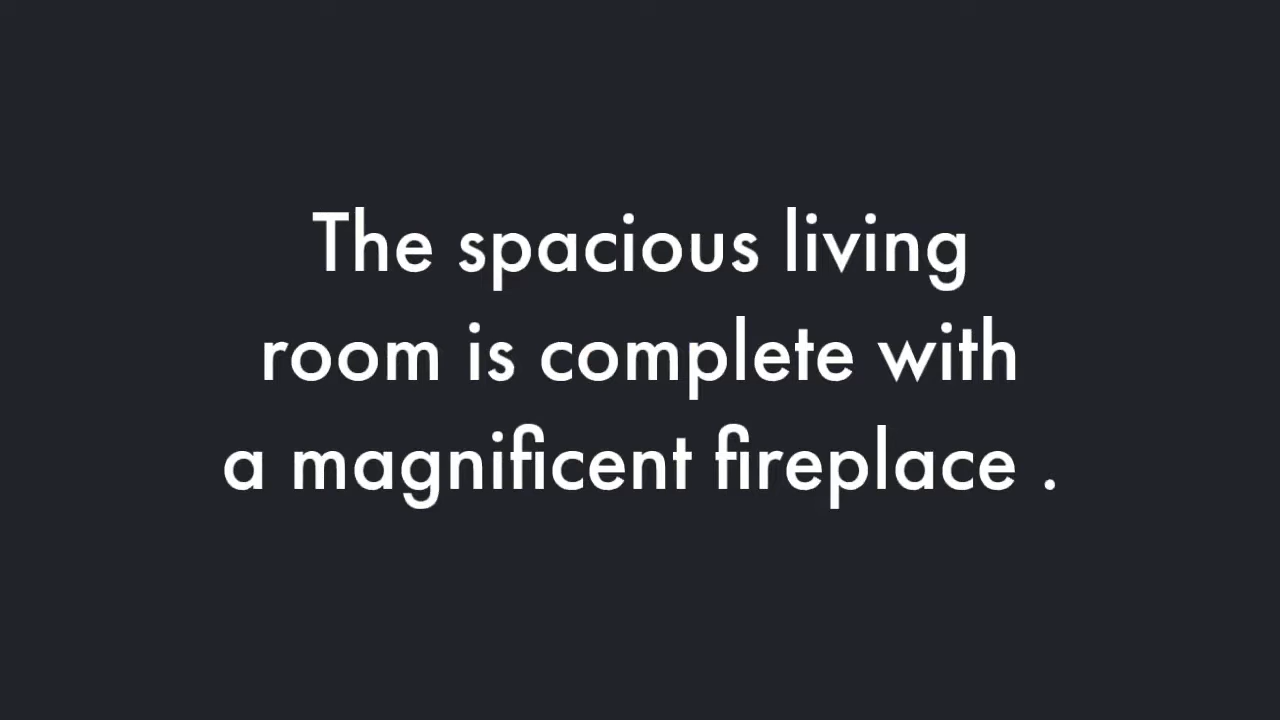 The spacious living
room is complete with
a magnificent fireplace .